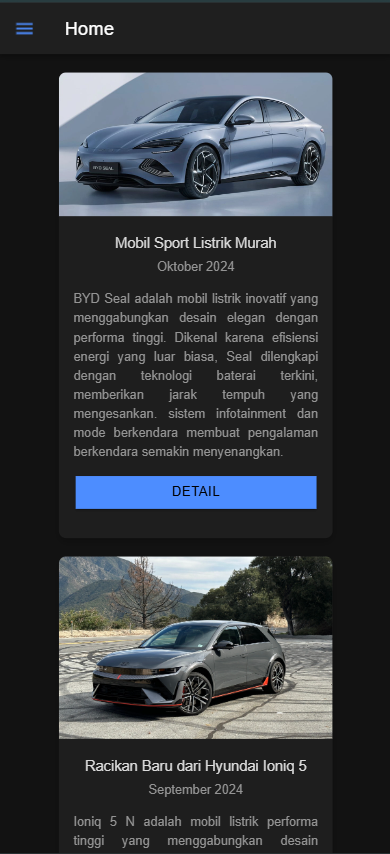 Home
BYD SEAL
Mobil Sport Listrik Murah
Oktober 2024
BYD Seal adalah mobil listrik inovatif yang
menggabungkan desain elegan dengan
performa tinggi. Dikenal karena efisiensi
energi yang luar biasa, Seal dilengkapi
dengan teknologi baterai terkini,
memberikan jarak tempuh yang
mengesankan. sistem infotainment dan
mode berkendara membuat pengalaman
berkendara semakin menyenangkan.
DETAIL
Racikan Baru dari Hyundai Ioniq 5
September 2024
Ioniq 5 N adalah mobil listrik performa
tinggi yang menggabungkan desain